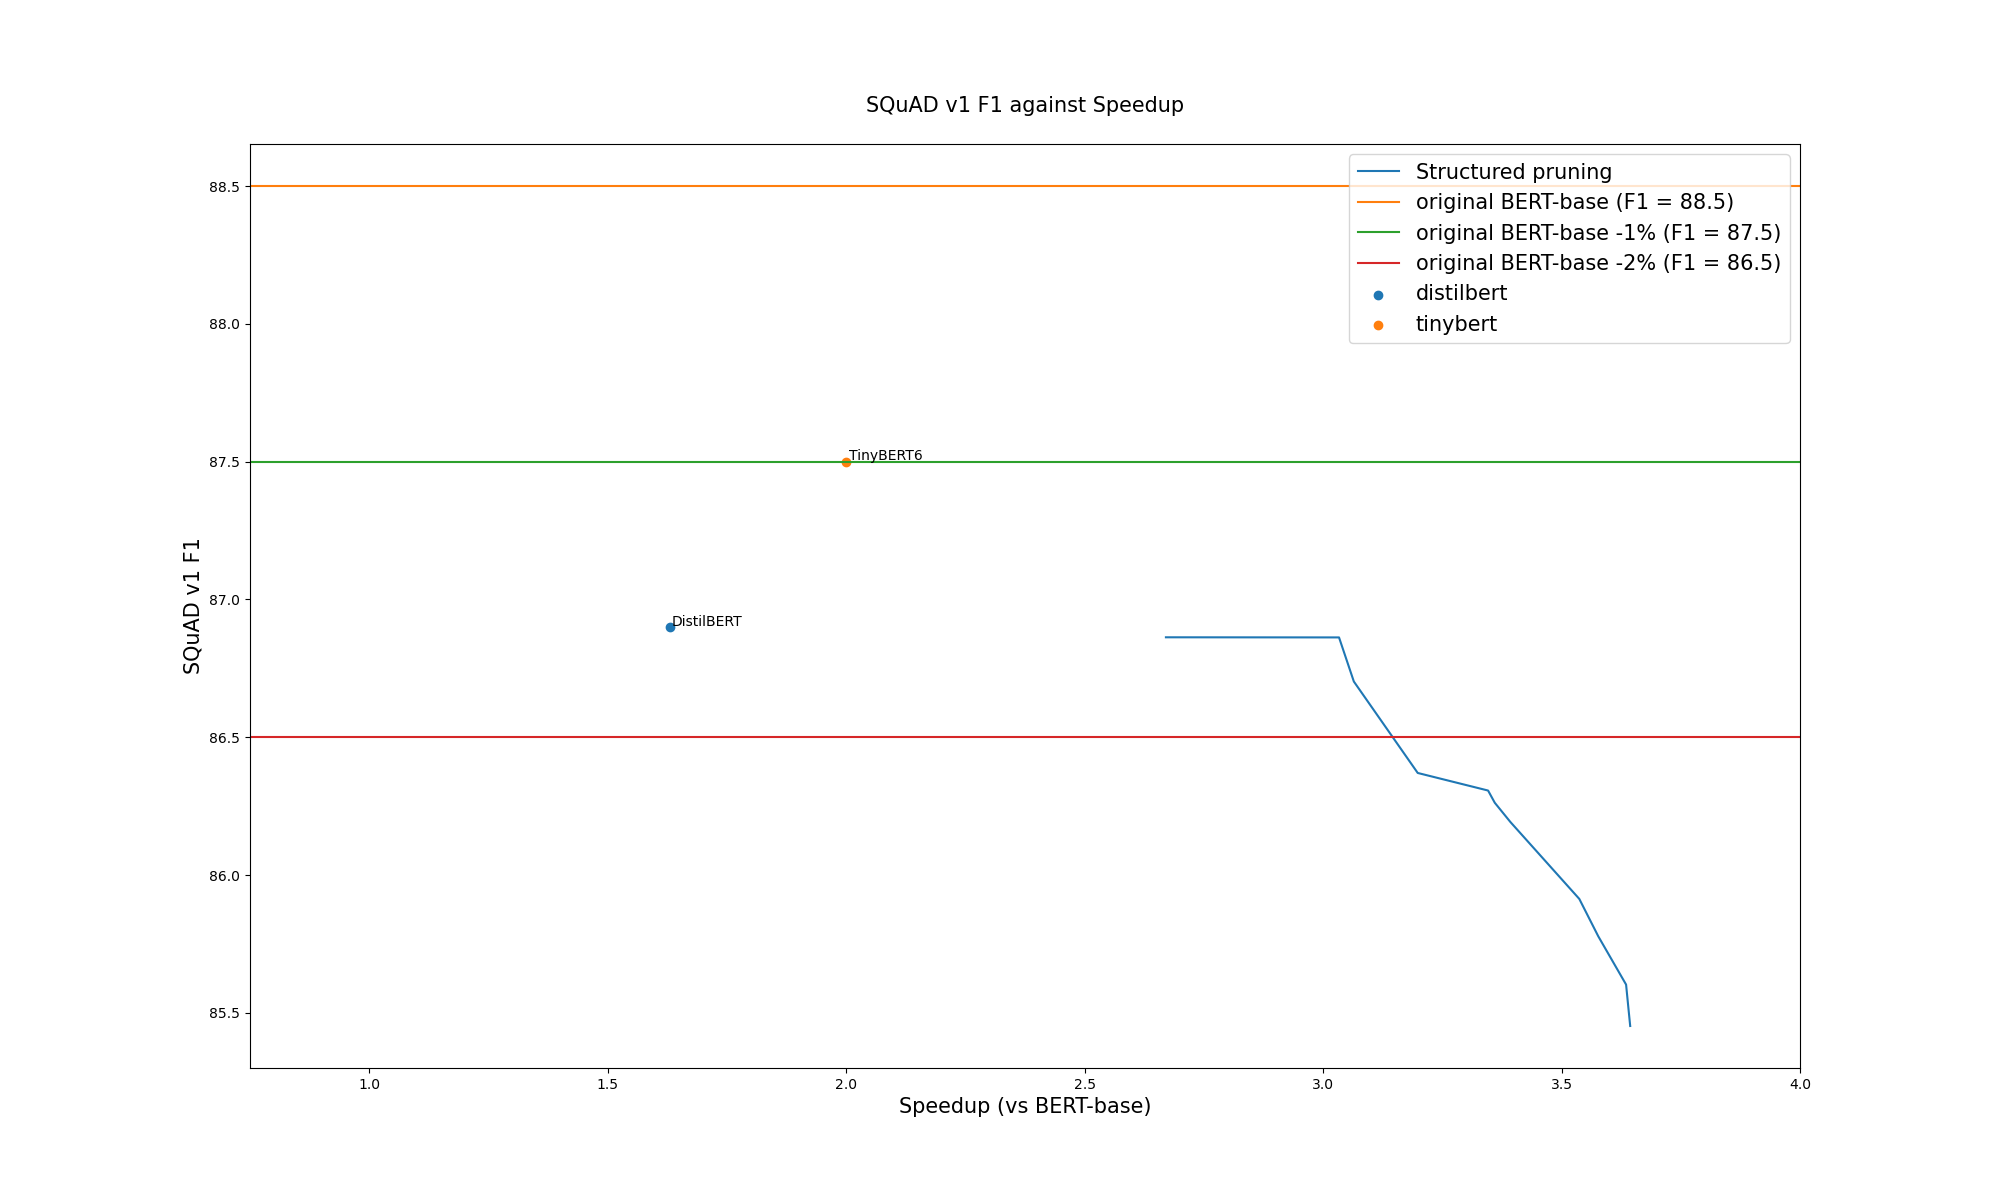 SQuAD v1 F1 against Speedup
Structured pruning
original BERT-base (F1 = 88.5)
original BERT-base -1% (F1 = 87.5)
original BERT-base -2% (F1 = 86.5)
distilbert
tinybert
88.5
88.0
87.5
87.0
86.5
86.0
85.5
SQuAD v1 F1
TinyBERT6
DistilBERT
1.0
1.5
2.0
2.5
3.0
3.5
4.0
Speedup (vs BERT-base)